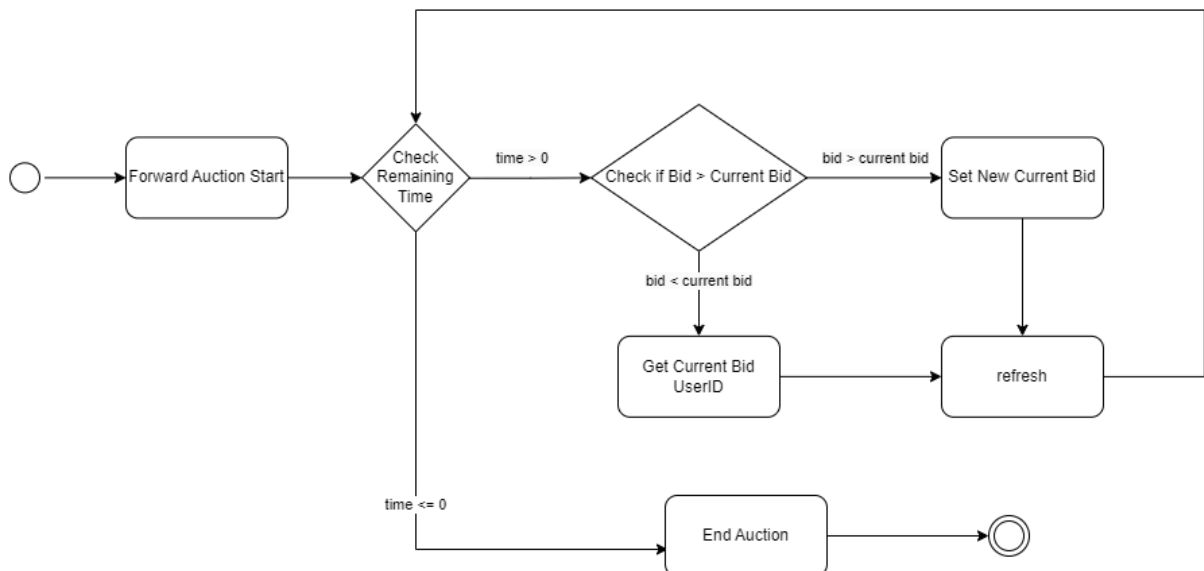 Forward Auction Start
Check
Remaining
Time
time > 0
Check if Bid > Current Bid
bid > current bid
Set New Current Bid
bid < current bid
Get Current Bid
UserID
refresh
time <= 0
End Auction